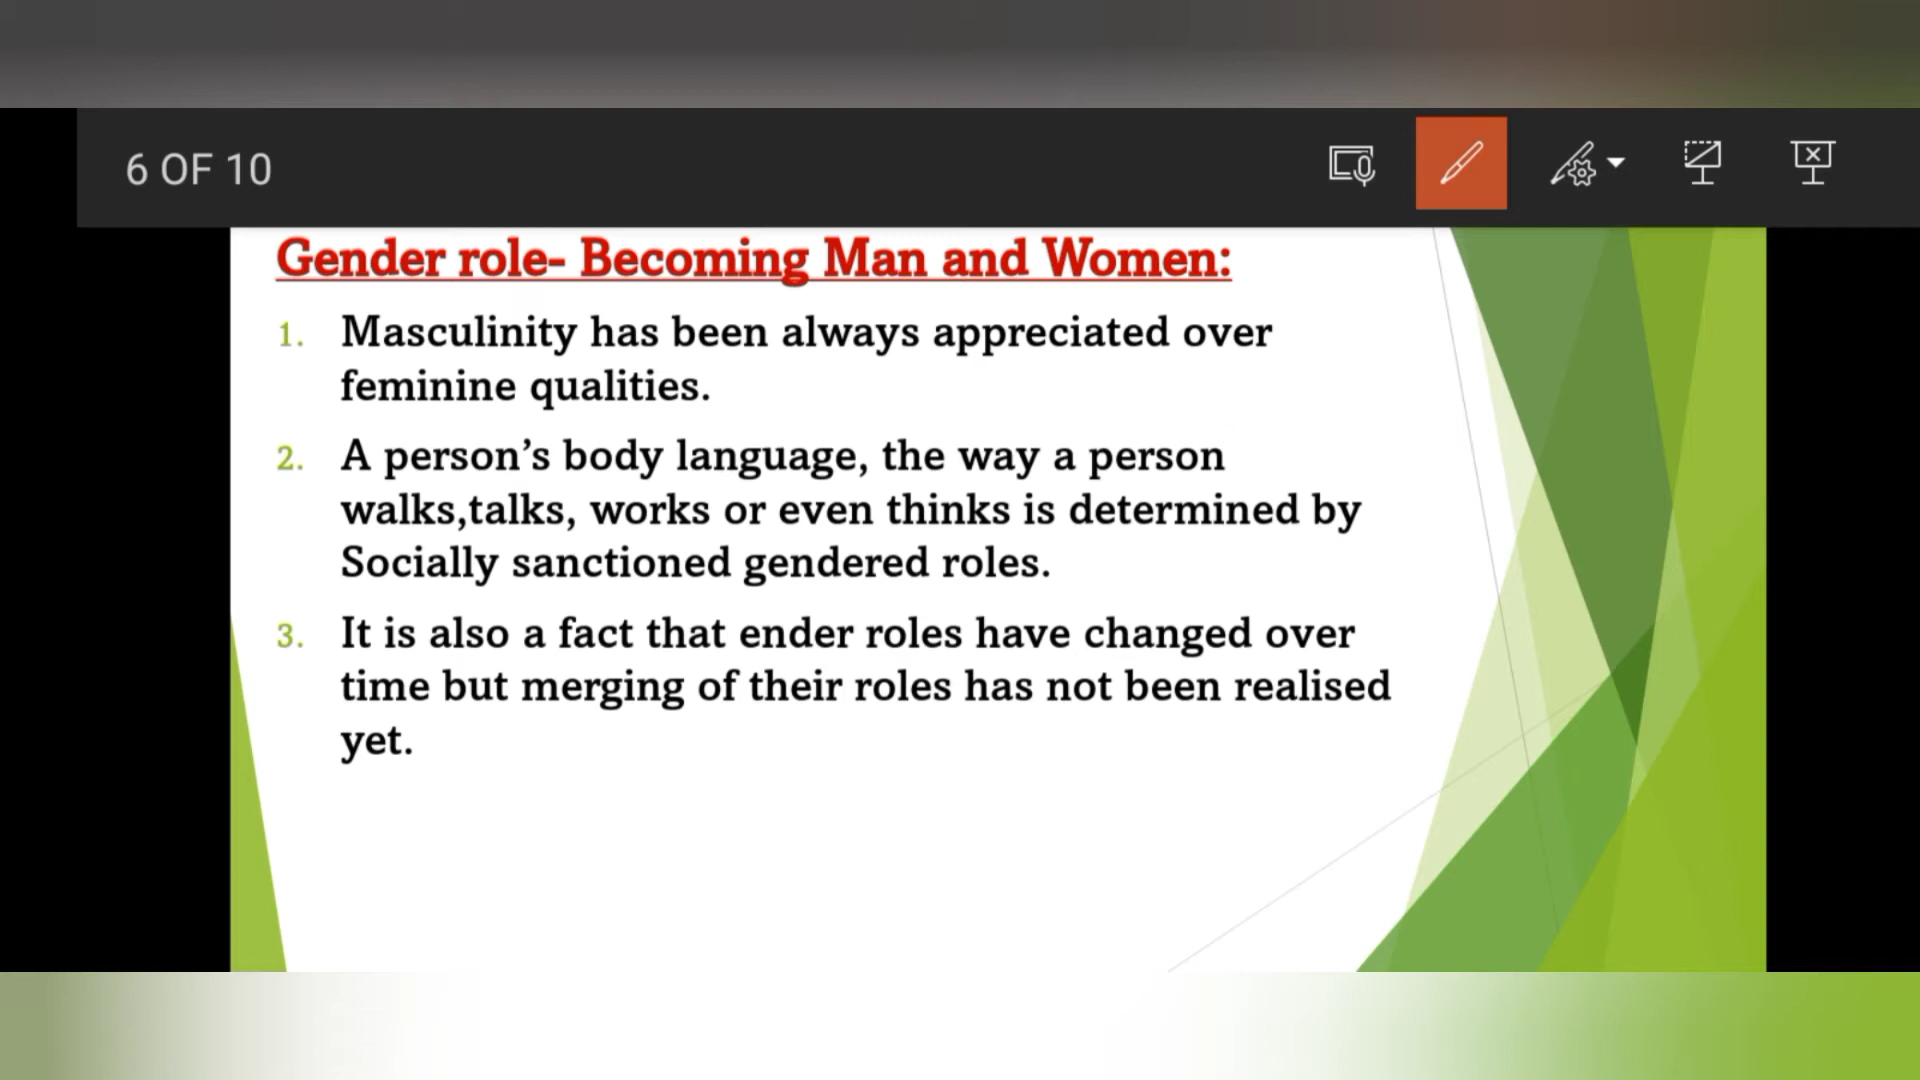 6 OF 10
Gender role- Becoming Man and Women:
1. Masculinity has been always appreciated over
feminine qualities.
2. A person’s body language, the way a person
walks,talks, works or even thinks is determined by
Socially sanctioned gendered roles.
3. It is also a fact that ender roles have changed over
time but merging of their roles has not been realised
yet.